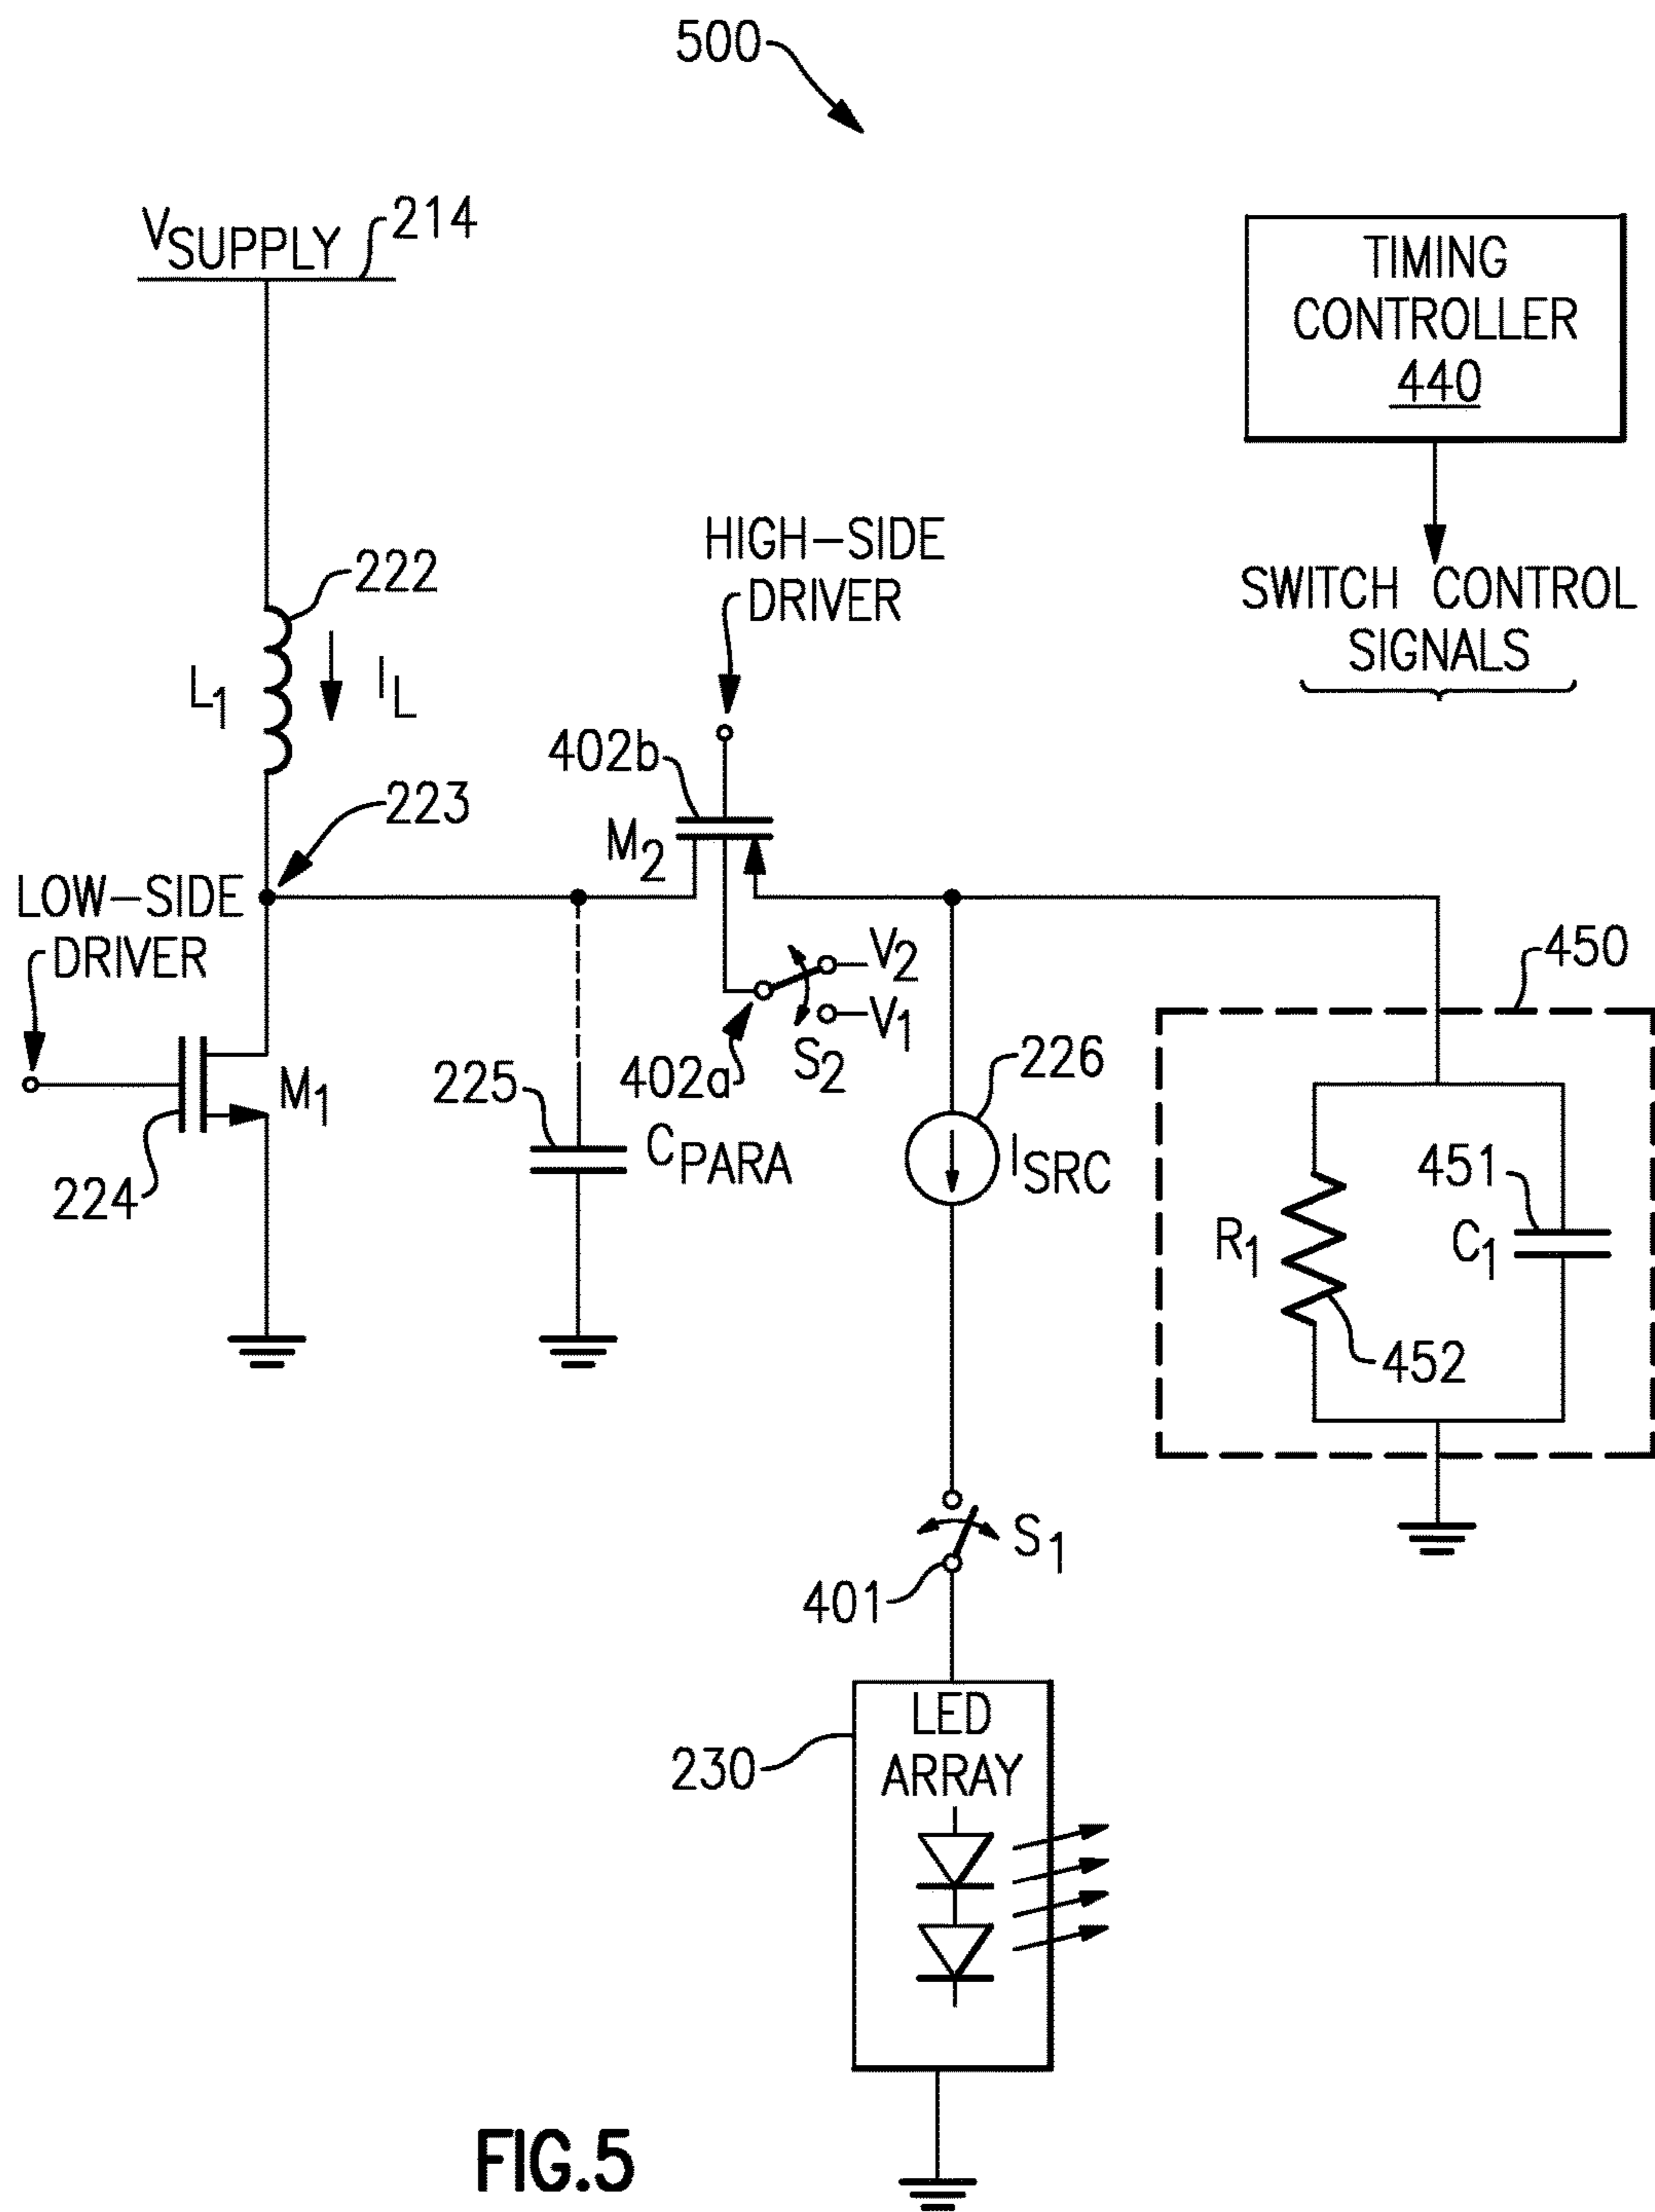 500
VSUPPLY
214
TIMING
CONTROLLER
440
SWITCH CONTROL
SIGNALS
HIGH-SIDE
DRIVER
222
L1
IL
402b
223
M2
LOW-SIDE
DRIVER
V2
V1
S2
402a
450
M1
224
225
CPARA
226
ISRC
451
R1
C1
452
S1
401
LED
ARRAY
230
FIG.5